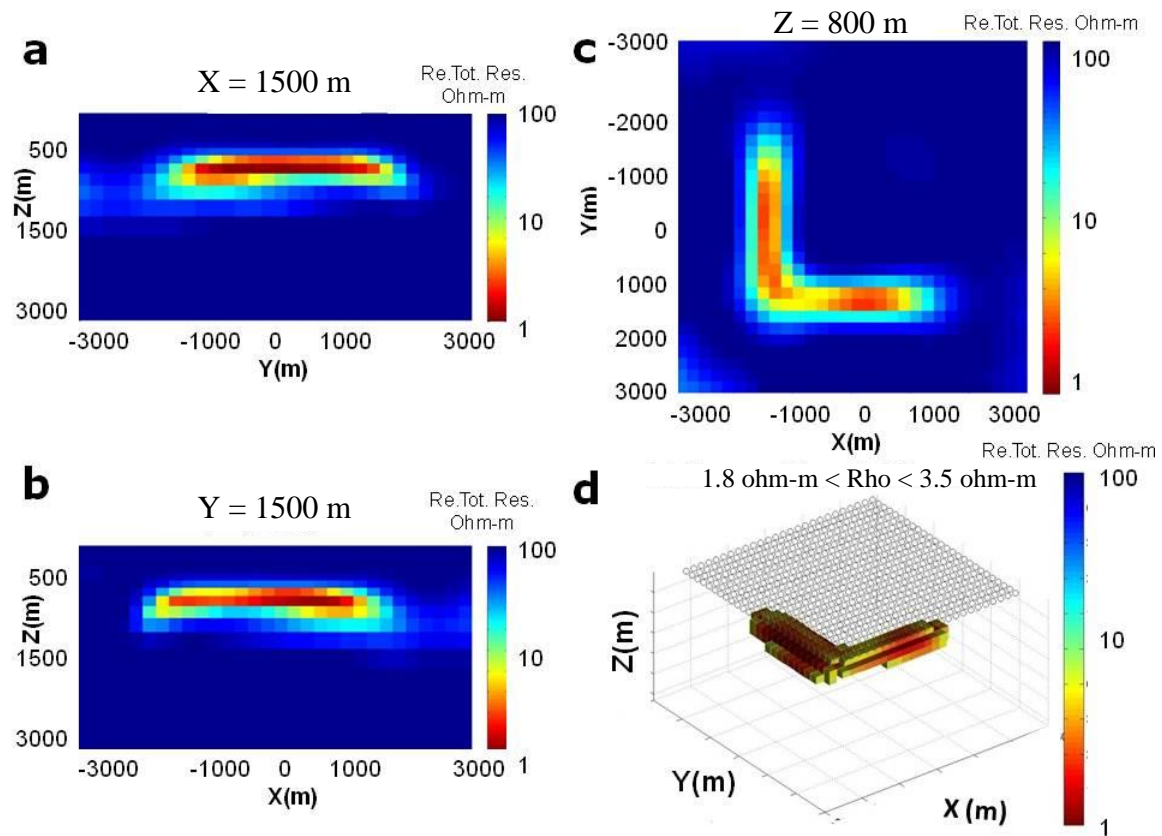 a
X = 1500 m
Re.Tot. Res.
Ohm-m
100
10
1
Z(m)
500
1500
3000
-3000 -1000 0 1000 3000
Y(m)
b
Y = 1500 m
Re.Tot. Res.
Ohm-m
100
10
1
Z(m)
500
1500
3000
-3000 -1000 0 1000 3000
X(m)
c
Z = 800 m
Re.Tot. Res. Ohm-m
100
10
1
Y(m)
-3000
-2000
-1000
0
1000
2000
3000
-3000 -1000 0 1000 3000
X(m)
d
Re.Tot. Res. Ohm-m
1.8 ohm-m < Rho < 3.5 ohm-m
100
10
1
Z(m)
Y(m)
X (m)